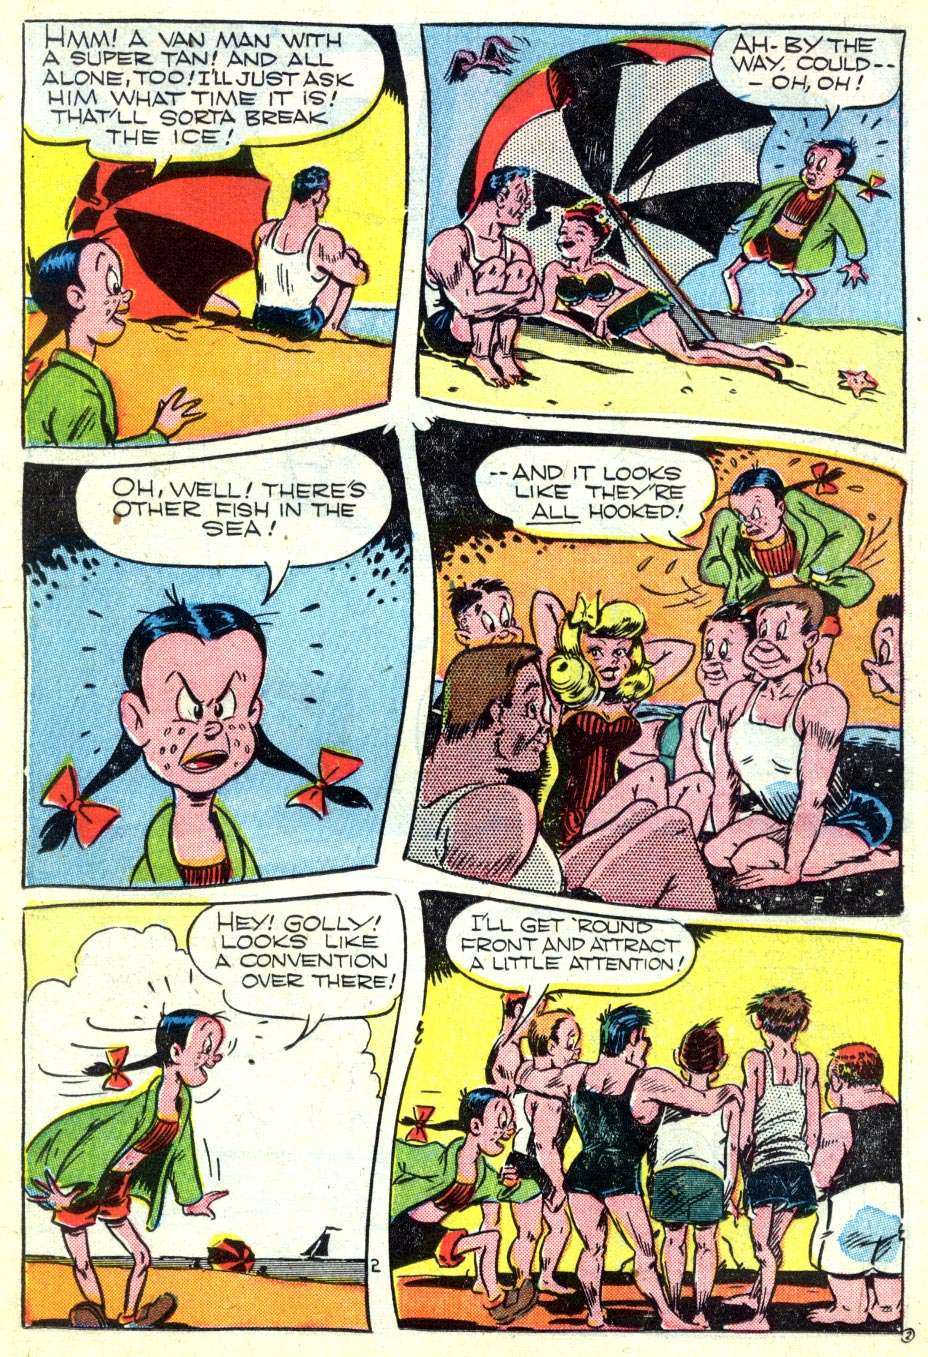 HMM! A VAN MAN WITH
A SUPER TAN! AND ALL
ALONE, TOO! I'LL JUST ASK
HIM WHAT TIME IT IS!
THAT'LL SORTA BREAK
THE ICE!
AH-BY THE
WAY, COULD--
- OH, OH!
OH, WELL! THERE'S
OTHER FISH IN THE
SEA!
--AND IT LOOKS
LIKE THEY'RE
ALL HOOKED!
HEY! GOLLY!
LOOKS LIKE
A CONVENTION
OVER THERE!
2
I'LL GET 'ROUND
FRONT AND ATTRACT
A LITTLE ATTENTION!